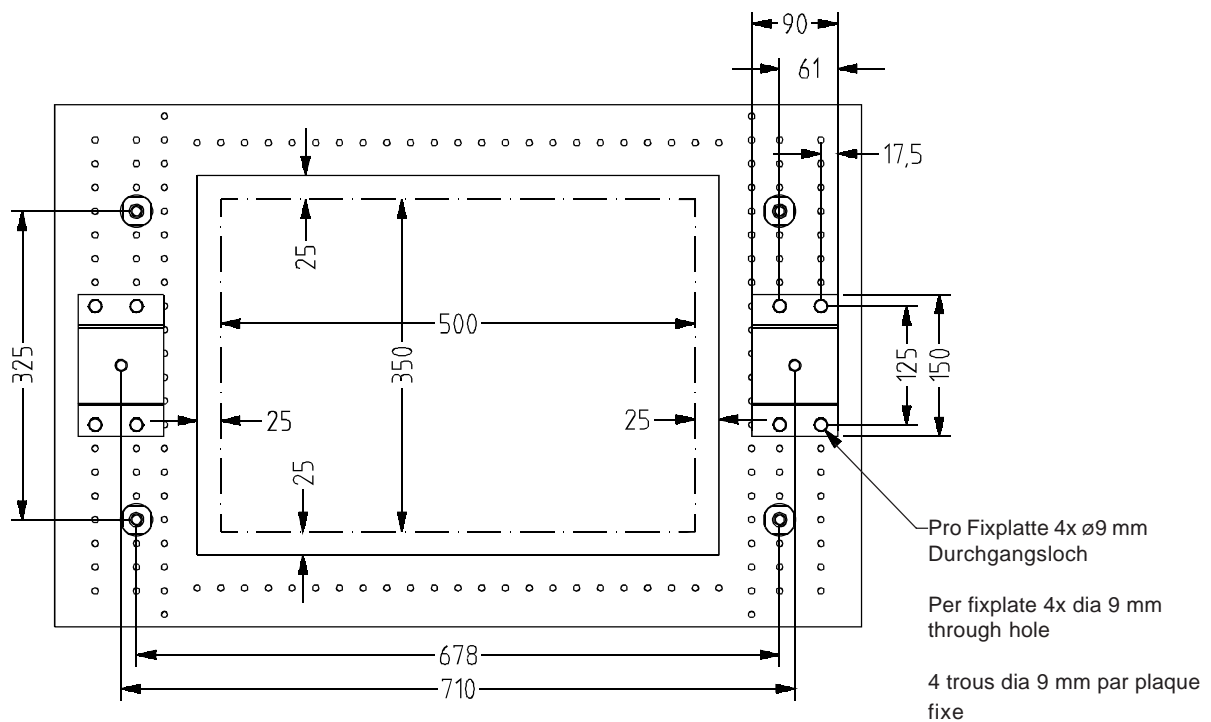 90
61
17,5
25
500
350
325
125
150
25
25
25
Pro Fixplatte 4x ø9 mm
Durchgangsloch
Per fixplate 4x dia 9 mm
through hole
678
710
4 trous dia 9 mm par plaque
fixe